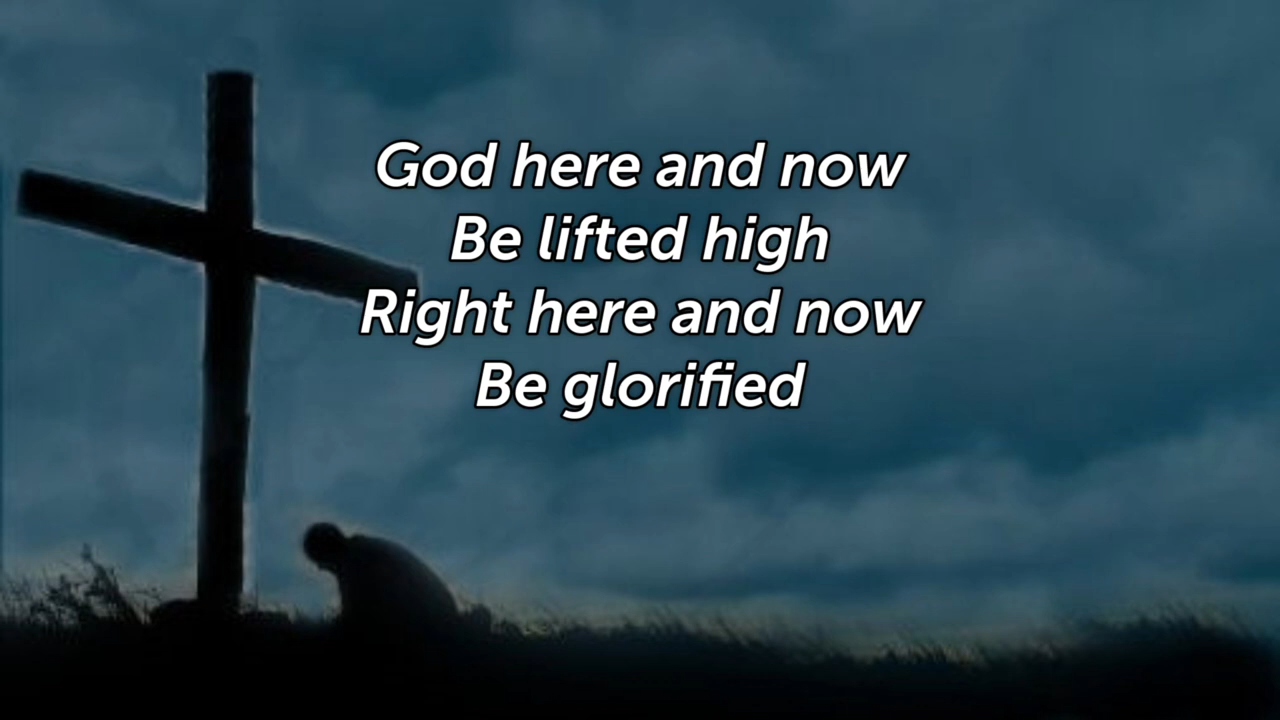 God here and now
Be lifted high
Right here and now
Be glorified